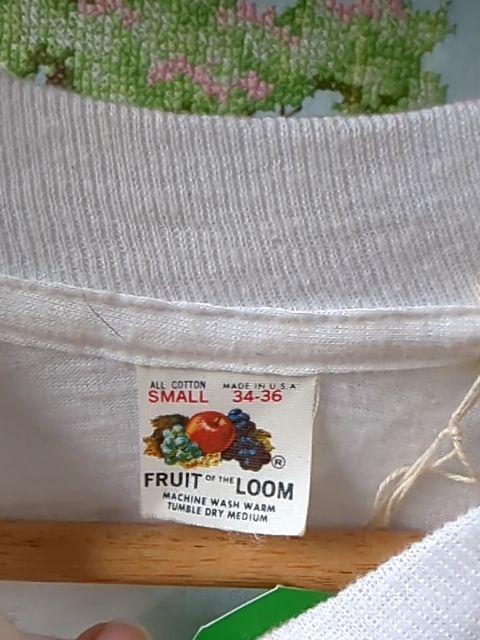 ALL COTTON MADE IN U.S.A.
SMALL 34-36
®
FRUIT OF THE LOOM
MACHINE WASH WARM
TUMBLE DRY MEDIUM